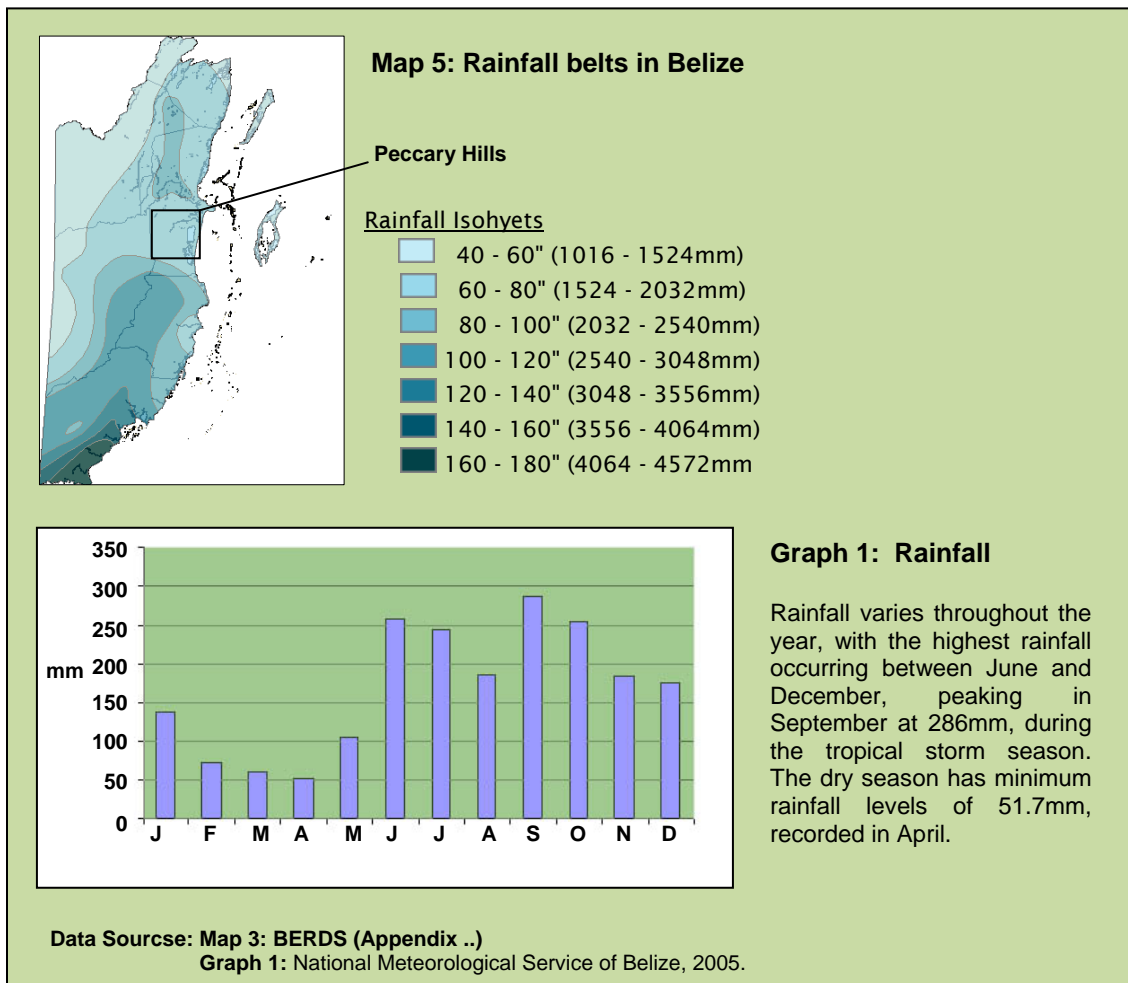 Map 5: Rainfall belts in Belize
Peccary Hills
Rainfall Isohyets
40 - 60" (1016 - 1524mm)
60 - 80" (1524 - 2032mm)
80 - 100" (2032 - 2540mm)
100 - 120" (2540 - 3048mm)
120 - 140" (3048 - 3556mm)
140 - 160" (3556 - 4064mm)
160 - 180" (4064 - 4572mm
350
300
250
200
150
100
50
0
mm
J F M A M J J A S O N D
Graph 1: Rainfall
Rainfall varies throughout the
year, with the highest rainfall
occurring between June and
December, peaking in
September at 286mm, during
the tropical storm season.
The dry season has minimum
rainfall levels of 51.7mm,
recorded in April.
Data Sourcse: Map 3: BERDS (Appendix ..)
Graph 1: National Meteorological Service of Belize, 2005.